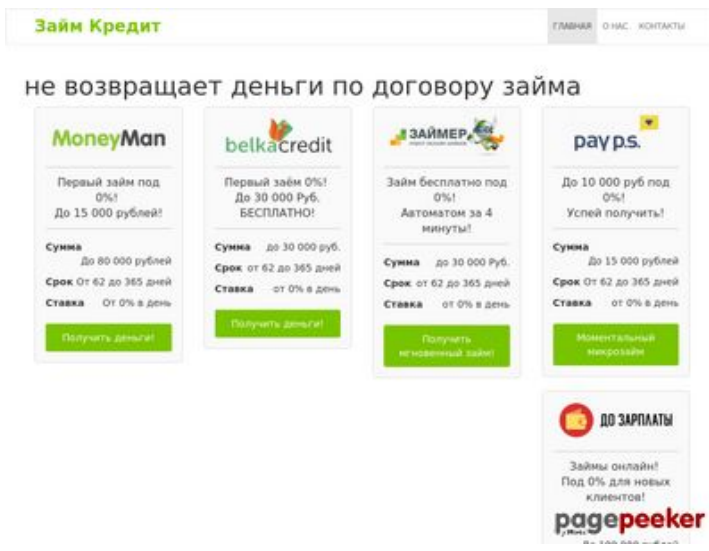 Займ Кредит
ГЛАВНАЯ О НАС КОНТАКТЫ
не возвращает деньги по договору займа
MoneyMan
Первый займ под
0%!
До 15 000 рублей!
Сумма
До 80 000 рублей
Срок От 62 до 365 дней
Ставка От 0% в день
Получить деньги!
belkacredit
Первый заём 0%!
До 30 000 Руб.
БЕСПЛАТНО!
Сумма до 30 000 руб.
Срок от 62 до 365 дней
Ставка от 0% в день
Получить деньги!
ЗАЙМЕР
Займ бесплатно под
0%!
Автоматом за 4
минуты!
Сумма до 30 000 Руб.
Срок от 62 до 365 дней
Ставка от 0% в день
Получить
мгновенный займ!
pay p.s.
До 10 000 руб под
0%!
Успей получить!
Сумма
До 15 000 рублей
Срок От 62 до 365 дней
Ставка от 0% в день
Моментальный
микрозайм
ДО ЗАРПЛАТЫ
Займы онлайн!
Под 0% для новых
клиентов!
pagepeeker
До 100 000 рублей